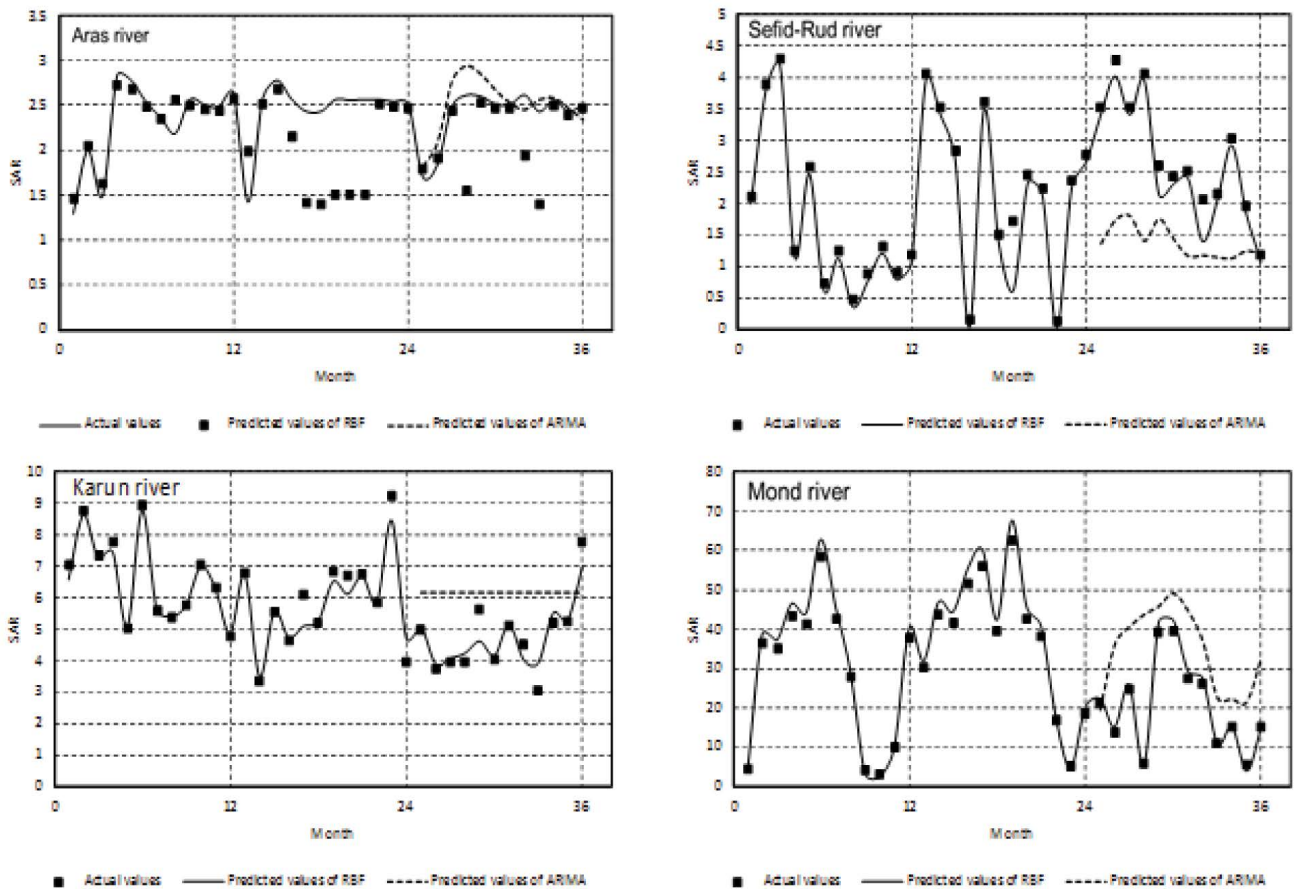 Aras river
SAR
3.5
3
2.5
2
1.5
1
0.5
0
0 12 24 36
Month
Actual values Predicted values of RBF Predicted values of ARIMA
Sefid-Rud river
SAR
5
4.5
4
3.5
3
2.5
2
1.5
1
0.5
0
0 12 24 36
Month
Actual values Predicted values of RBF Predicted values of ARIMA
Karun river
SAR
10
9
8
7
6
5
4
3
2
1
0
0 12 24 36
Month
Actual values Predicted values of RBF Predicted values of ARIMA
Mond river
SAR
80
70
60
50
40
30
20
10
0
0 12 24 36
Month
Actual values Predicted values of RBF Predicted values of ARIMA